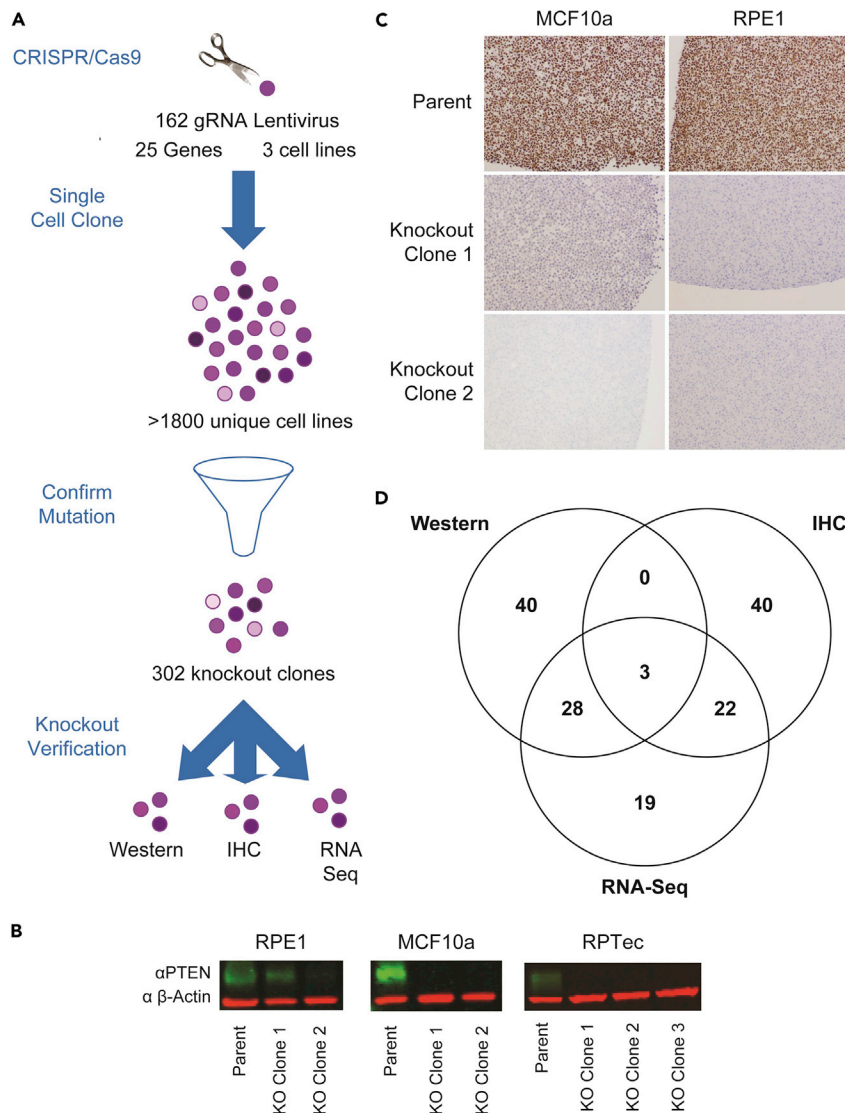 A
CRISPR/Cas9
162 gRNA Lentivirus
25 Genes 3 cell lines
Single
Cell Clone
>1800 unique cell lines
Confirm
Mutation
302 knockout clones
Knockout
Verification
Western IHC RNA
Seq
C
MCF10a RPE1
Parent
Knockout
Clone 1
Knockout
Clone 2
D
Western IHC
40 0 40
3
28 22
19
RNA-Seq
B
RPE1 MCF10a RPTec
αPTEN
α β-Actin
Parent
KO Clone 1
KO Clone 2
Parent
KO Clone 1
KO Clone 2
Parent
KO Clone 1
KO Clone 2
KO Clone 3